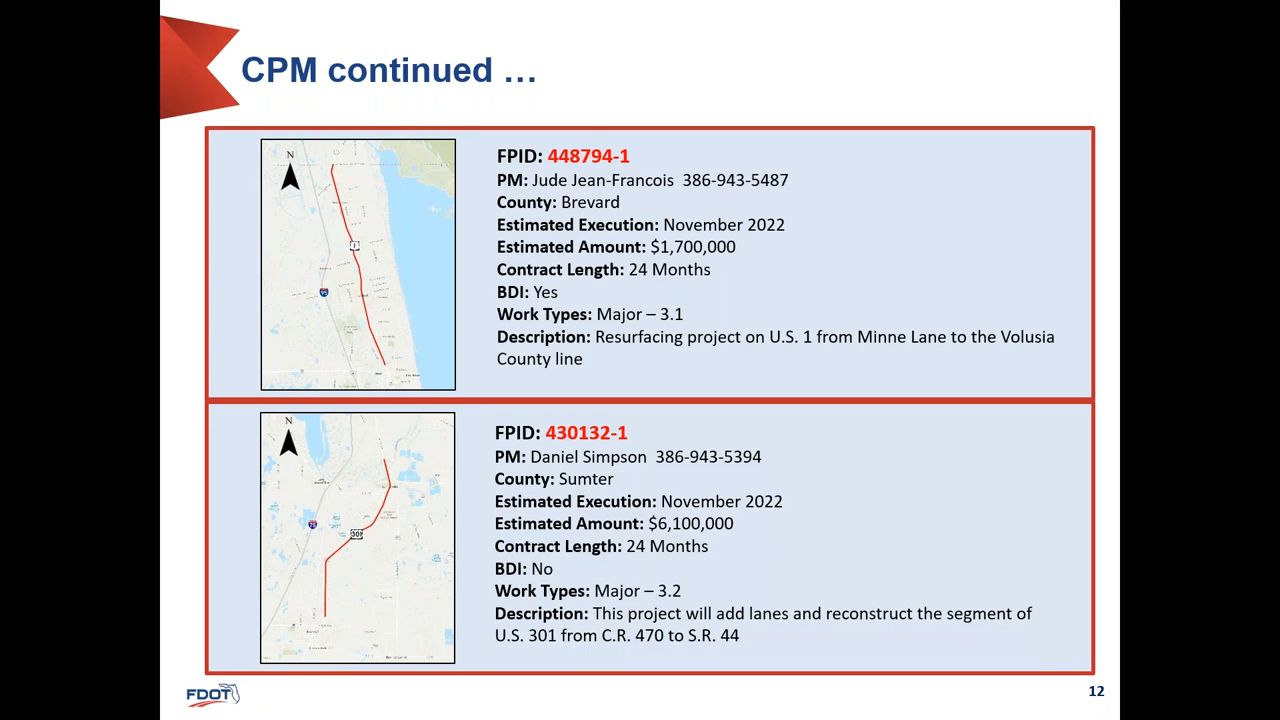 CPM continued …
N
1
95
FPID: 448794-1
PM: Jude Jean-Francois 386-943-5487
County: Brevard
Estimated Execution: November 2022
Estimated Amount: $1,700,000
Contract Length: 24 Months
BDI: Yes
Work Types: Major – 3.1
Description: Resurfacing project on U.S. 1 from Minne Lane to the Volusia
County line
N
75
301
FPID: 430132-1
PM: Daniel Simpson 386-943-5394
County: Sumter
Estimated Execution: November 2022
Estimated Amount: $6,100,000
Contract Length: 24 Months
BDI: No
Work Types: Major – 3.2
Description: This project will add lanes and reconstruct the segment of
U.S. 301 from C.R. 470 to S.R. 44
FDOT
12